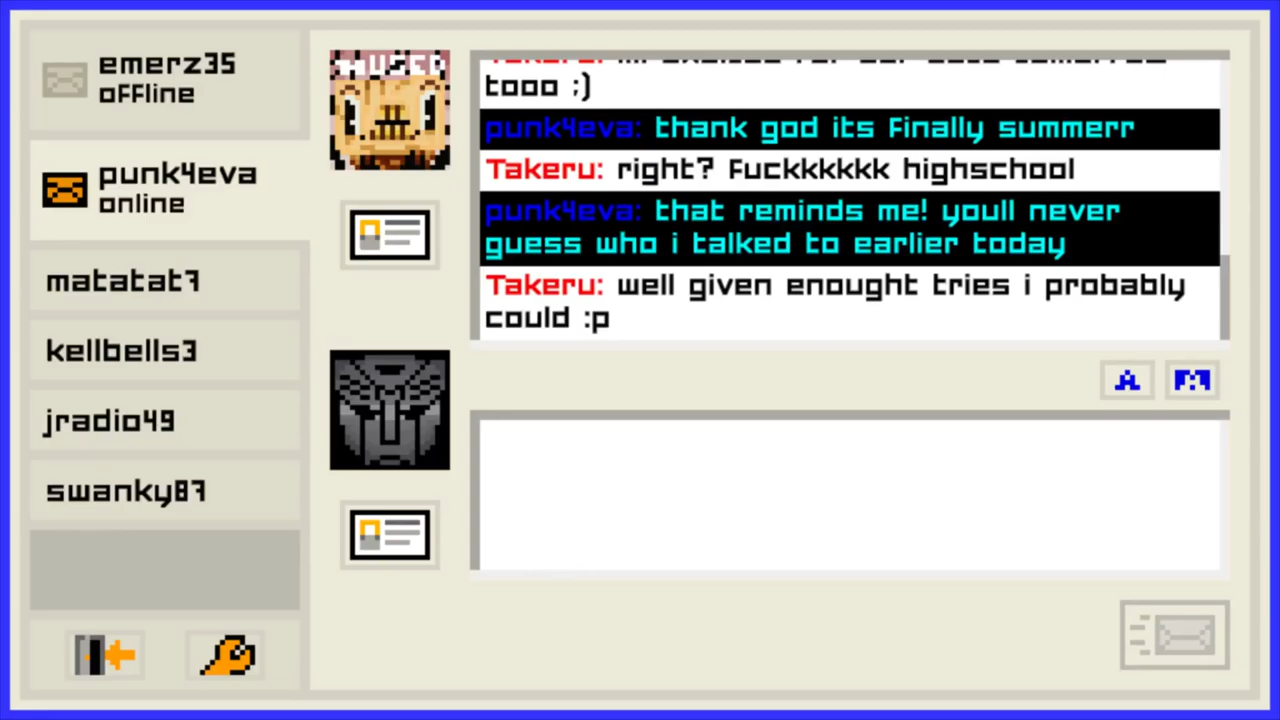 emerz35
offline
punk4eva
online
matatat7
kellbells3
jradio49
swanky87
tooo ;)
punk4eva: thank god its finally summerr
Takeru: right? fuckkkkkk highschool
punk4eva: that reminds me! youll never
guess who i talked to earlier today
Takeru: well given enought tries i probably
could :p
A